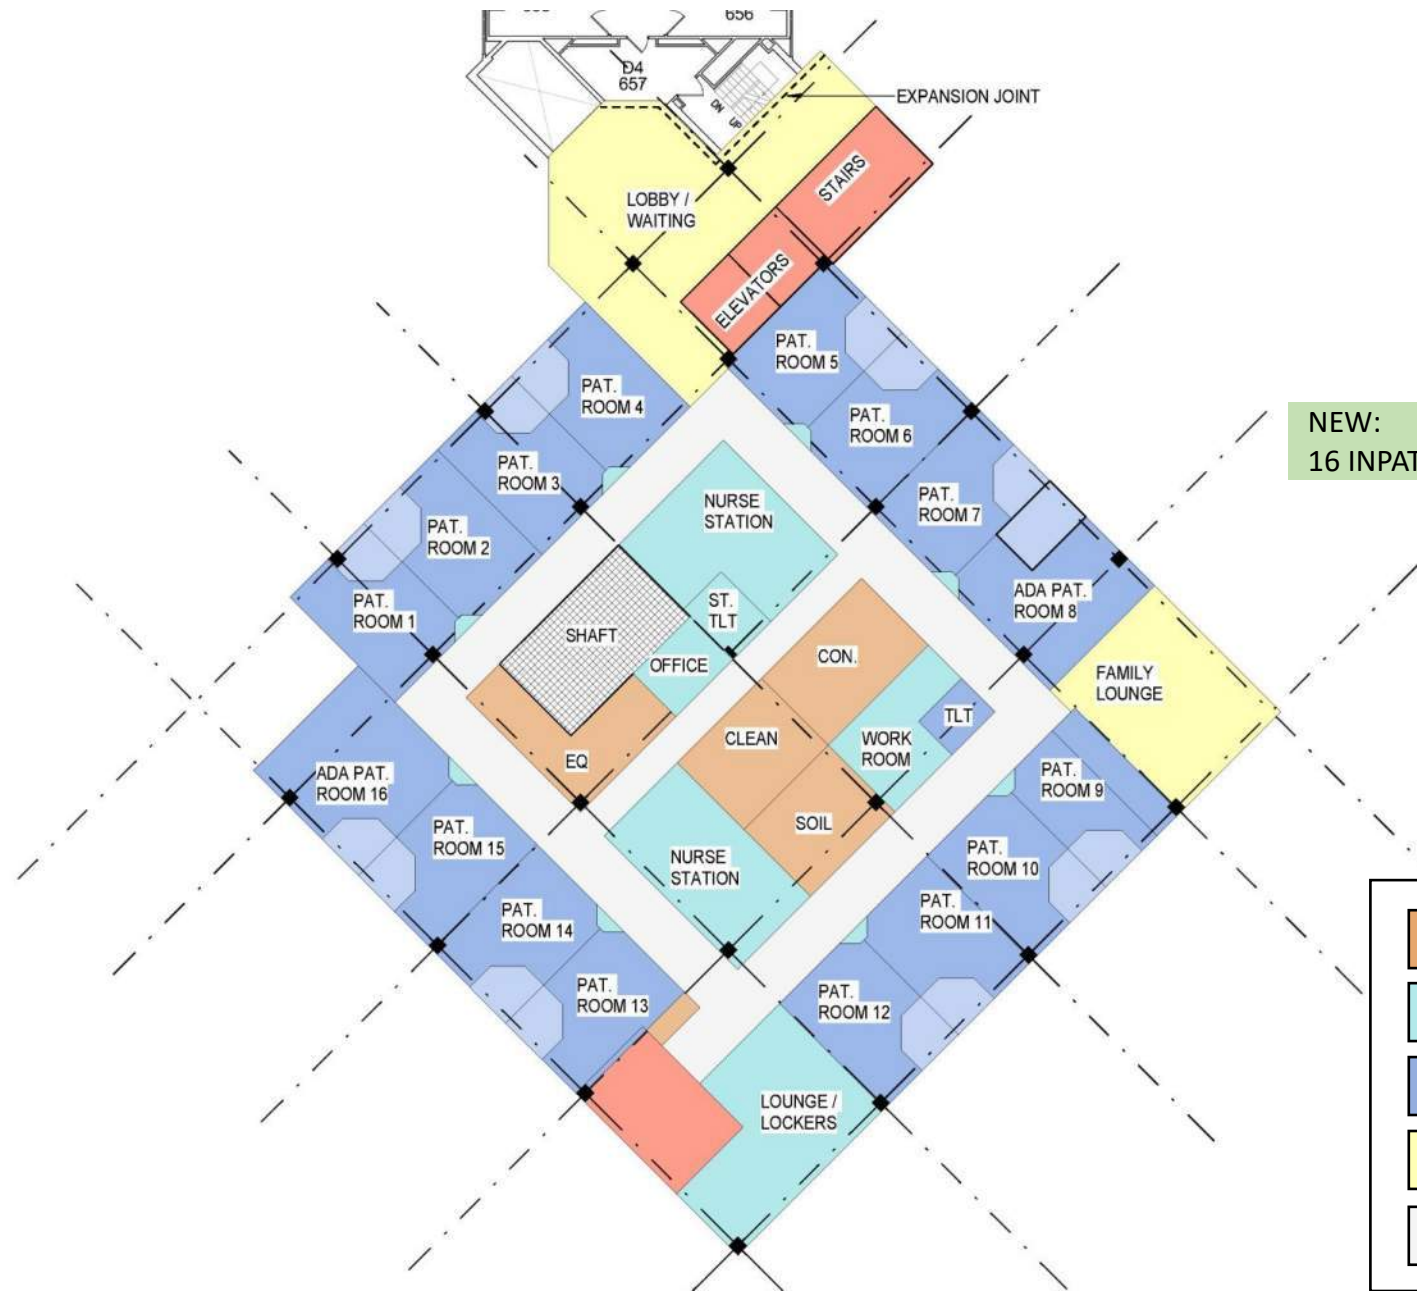 656
D4
657
DN
UP
EXPANSION JOINT
STAIRS
LOBBY /
WAITING
ELEVATORS
PAT.
ROOM 5
PAT.
ROOM 4
PAT.
ROOM 6
NEW:
16 INPAT
PAT.
ROOM 3
PAT.
ROOM 7
NURSE
STATION
PAT.
ROOM 2
ADA PAT.
ROOM 8
PAT.
ROOM 1
ST.
TLT
SHAFT
OFFICE
CON.
FAMILY
LOUNGE
TLT
CLEAN
WORK
ROOM
EQ
ADA PAT.
ROOM 16
PAT.
ROOM 9
SOIL
PAT.
ROOM 15
PAT.
ROOM 10
NURSE
STATION
PAT.
ROOM 11
PAT.
ROOM 14
PAT.
ROOM 13
PAT.
ROOM 12
LOUNGE /
LOCKERS